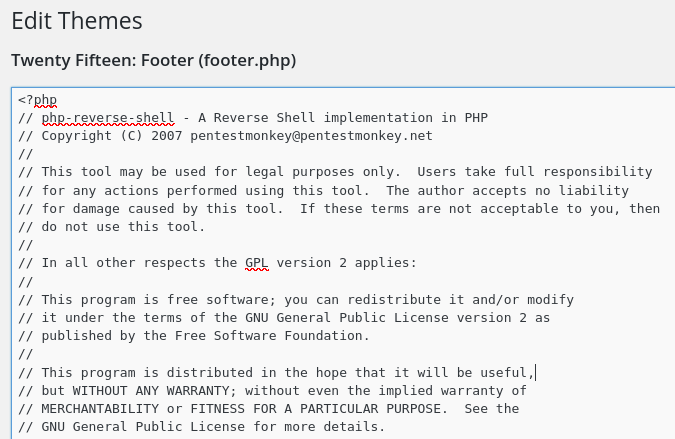 Edit Themes
Twenty Fifteen: Footer (footer.php)
<?php
// php-reverse-shell - A Reverse Shell implementation in PHP
// Copyright (C) 2007 pentestmonkey@pentestmonkey.net
//
// This tool may be used for legal purposes only.  Users take full responsibility
// for any actions performed using this tool.  The author accepts no liability
// for damage caused by this tool.  If these terms are not acceptable to you, then
// do not use this tool.
//
// In all other respects the GPL version 2 applies:
//
// This program is free software; you can redistribute it and/or modify
// it under the terms of the GNU General Public License version 2 as
// published by the Free Software Foundation.
//
// This program is distributed in the hope that it will be useful,
// but WITHOUT ANY WARRANTY; without even the implied warranty of
// MERCHANTABILITY or FITNESS FOR A PARTICULAR PURPOSE.  See the
// GNU General Public License for more details.